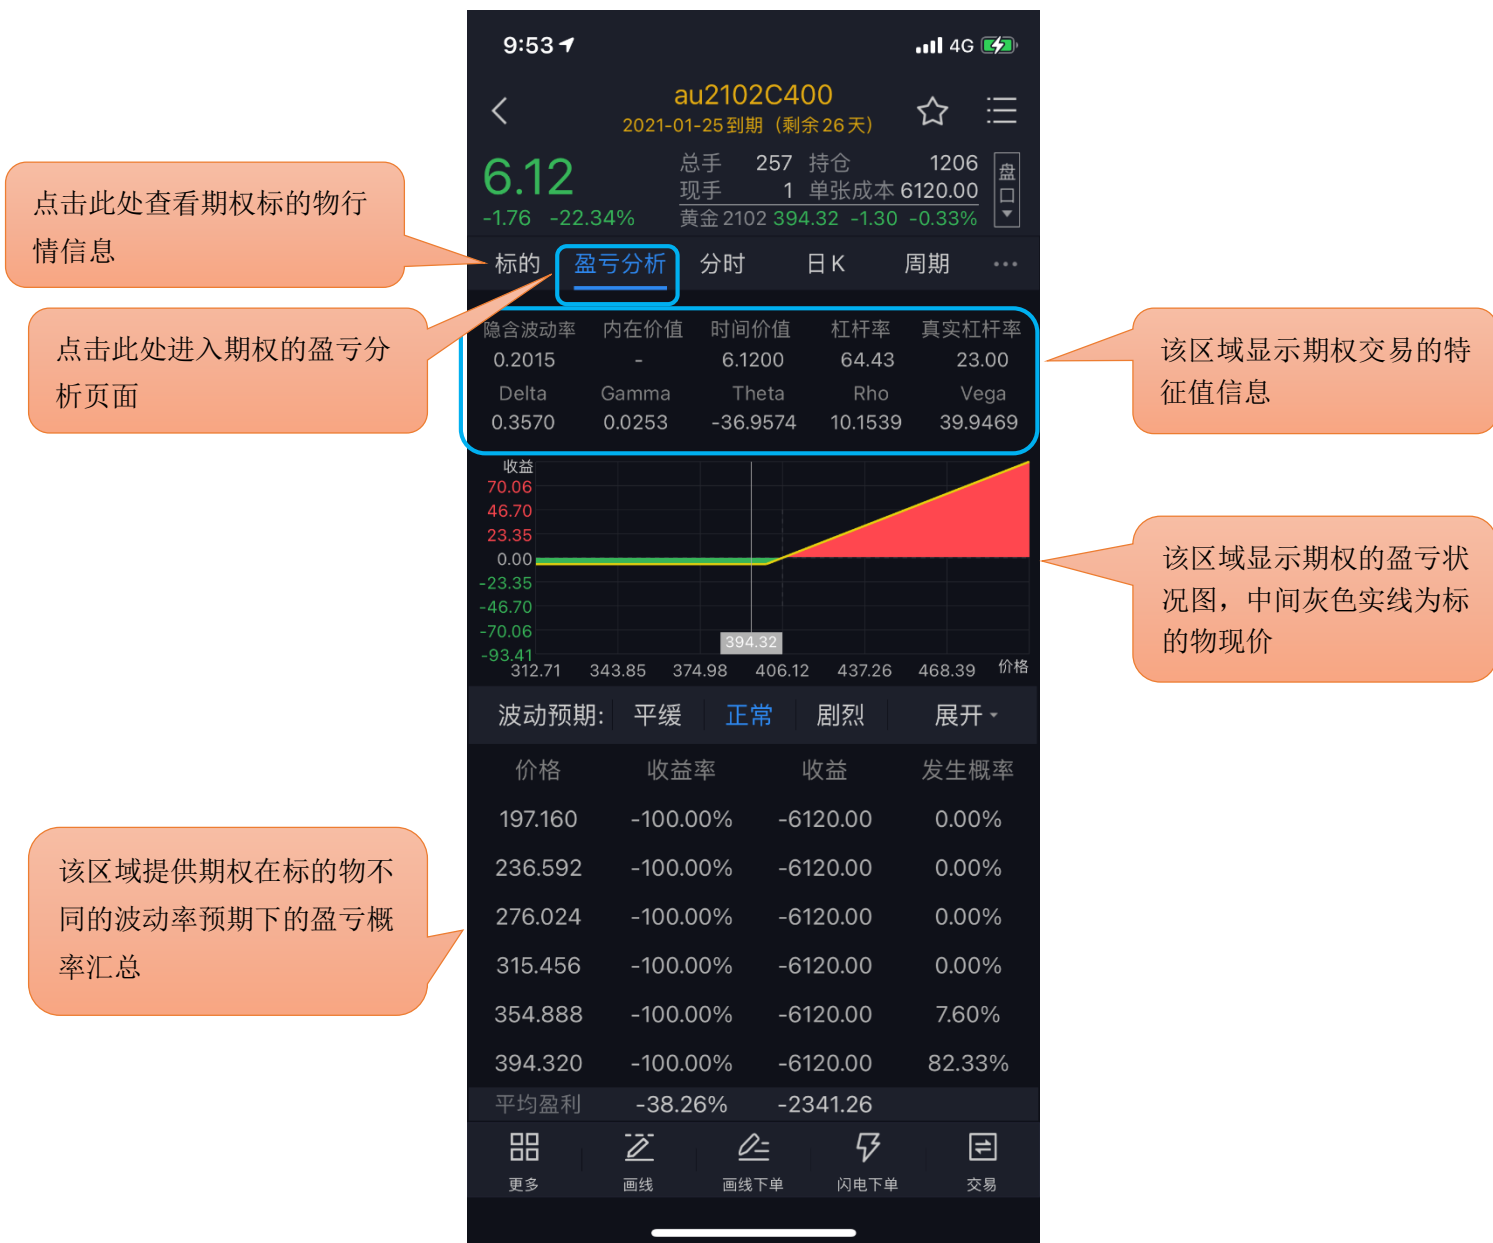 9:53
4G
au2102C400
2021-01-25到期（剩余26天）
6.12
-1.76 -22.34%
总手 257 持仓 1206
现手 1 单张成本 6120.00
黄金2102 394.32 -1.30 -0.33%
盘口
标的 盈亏分析 分时 日K 周期 ...
隐含波动率 内在价值 时间价值 杠杆率 真实杠杆率
0.2015 - 6.1200 64.43 23.00
Delta Gamma Theta Rho Vega
0.3570 0.0253 -36.9574 10.1539 39.9469
收益
70.06
46.70
23.35
0.00
-23.35
-46.70
-70.06
-93.41
394.32
312.71 343.85 374.98 406.12 437.26 468.39 价格
波动预期: 平缓 正常 剧烈 展开
价格 收益率 收益 发生概率
197.160 -100.00% -6120.00 0.00%
236.592 -100.00% -6120.00 0.00%
276.024 -100.00% -6120.00 0.00%
315.456 -100.00% -6120.00 0.00%
354.888 -100.00% -6120.00 7.60%
394.320 -100.00% -6120.00 82.33%
平均盈利 -38.26% -2341.26
更多 画线 画线下单 闪电下单 交易
点击此处查看期权标的物行
情信息
点击此处进入期权的盈亏分
析页面
该区域提供期权在标的物不
同的波动率预期下的盈亏概
率汇总
该区域显示期权交易的特
征值信息
该区域显示期权的盈亏状
况图，中间灰色实线为标
的物现价